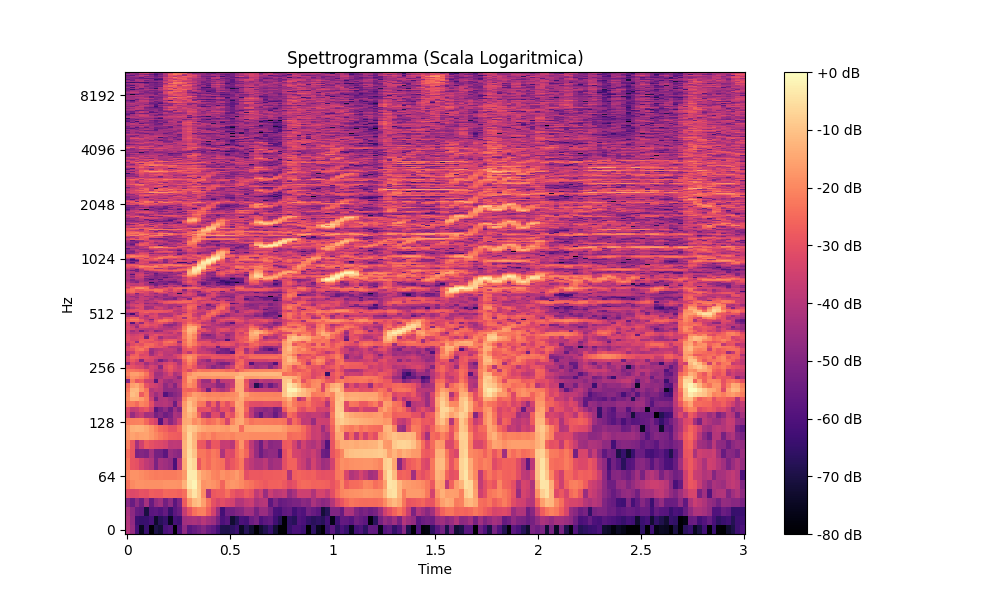 Spettrogramma (Scala Logaritmica)
Hz
8192
4096
2048
1024
512
256
128
64
0
0
0.5
1
1.5
2
2.5
3
Time
+0 dB
-10 dB
-20 dB
-30 dB
-40 dB
-50 dB
-60 dB
-70 dB
-80 dB